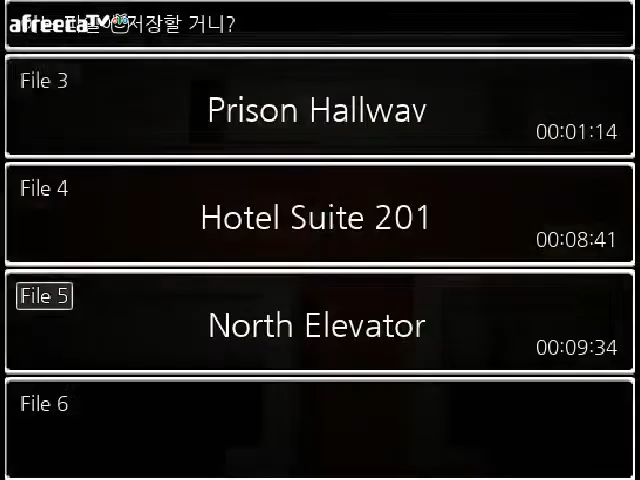 afreecaTV 저장할 거니?
File 3
Prison Hallway
00:01:14
File 4
Hotel Suite 201
00:08:41
File 5
North Elevator
00:09:34
File 6